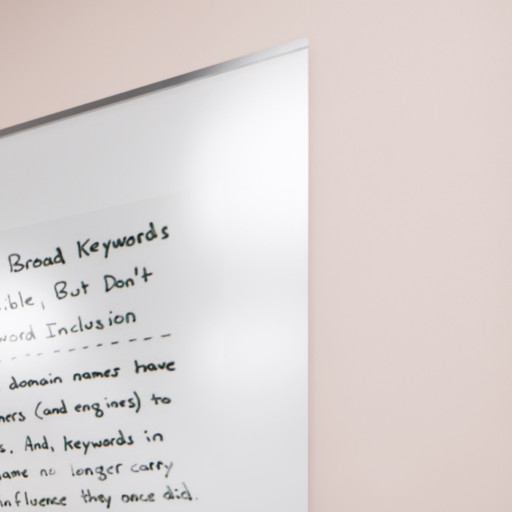 Broad Keywords
ible, But Don't
word Inclusion
domain names have
ners (and engines) to
s. And, keywords in
ame no longer carry
influence they once did.